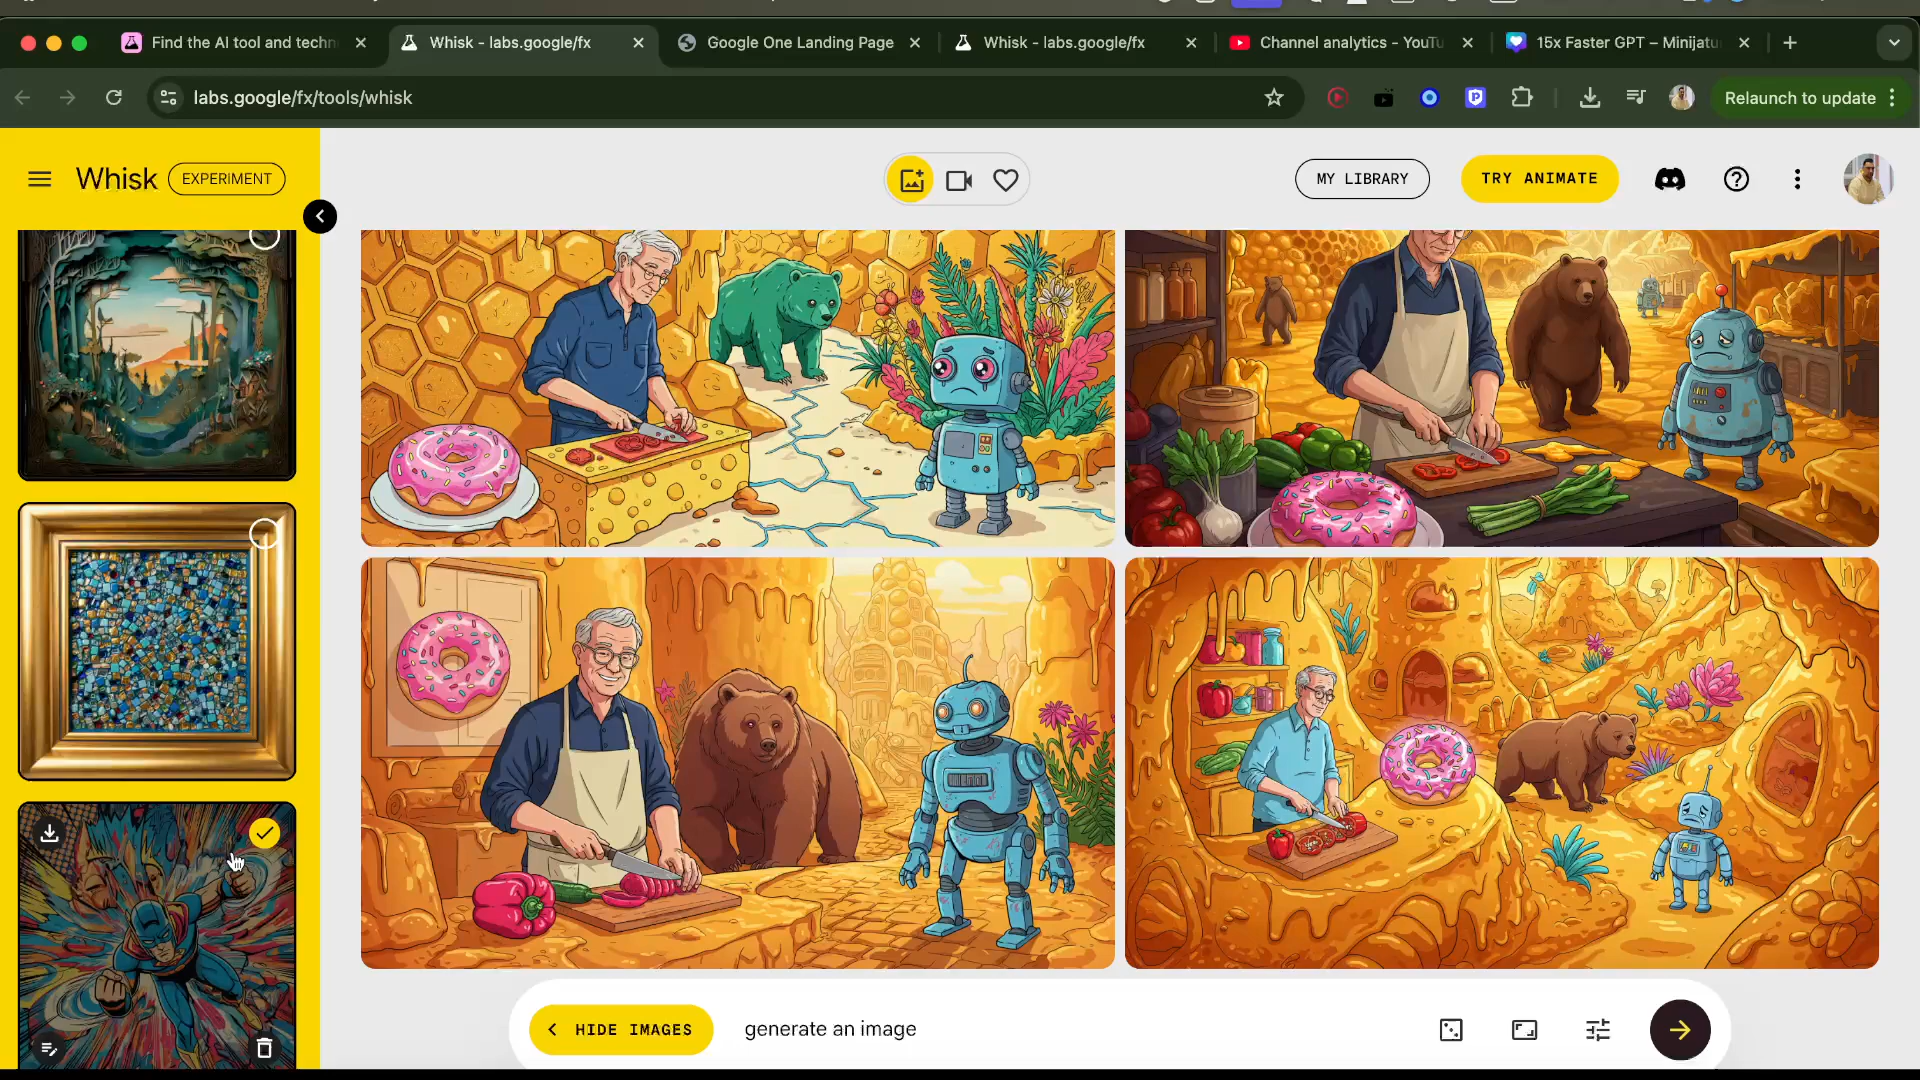 Find the AI tool and techn
Whisk - labs.google/fx
Google One Landing Page
Whisk - labs.google/fx
Channel analytics - YouTu
15x Faster GPT – Minijatu
labs.google/fx/tools/whisk
Relaunch to update
Whisk
EXPERIMENT
MY LIBRARY
TRY ANIMATE
HIDE IMAGES
generate an image